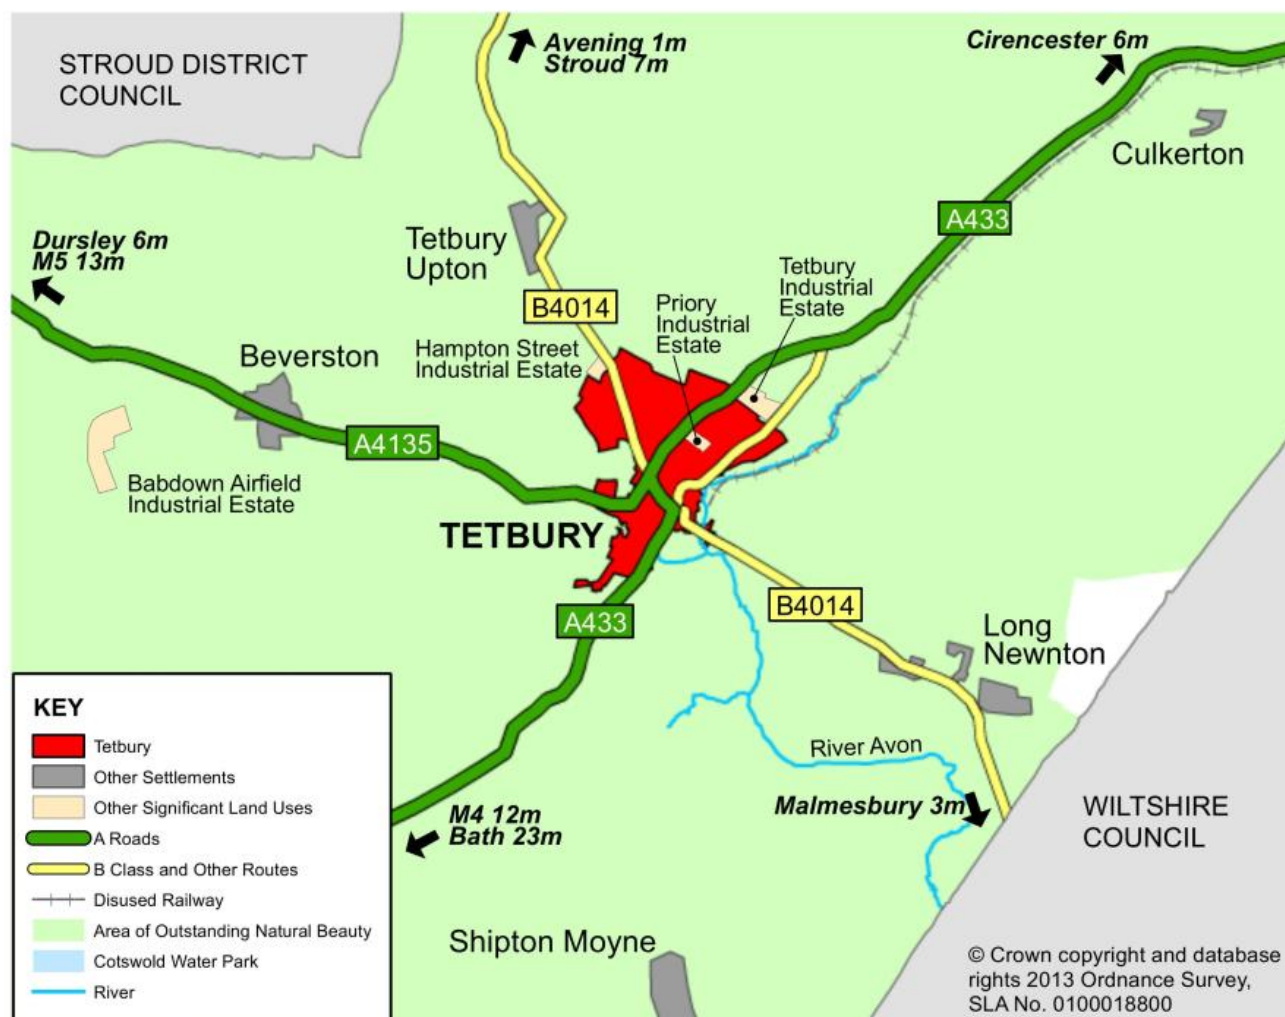 Avening 1m
Stroud 7m
Cirencester 6m
STROUD DISTRICT
COUNCIL
Culkerton
A433
Dursley 6m
M5 13m
Tetbury
Upton
Tetbury
Industrial
Estate
B4014
Priory
Industrial
Estate
Hampton Street
Industrial Estate
Beverston
A4135
Babdown Airfield
Industrial Estate
TETBURY
A433
B4014
Long
Newnton
River Avon
Malmesbury 3m
WILTSHIRE
COUNCIL
M4 12m
Bath 23m
Shipton Moyne
KEY
Tetbury
Other Settlements
Other Significant Land Uses
A Roads
B Class and Other Routes
Disused Railway
Area of Outstanding Natural Beauty
Cotswold Water Park
River
© Crown copyright and database
rights 2013 Ordnance Survey,
SLA No. 0100018800